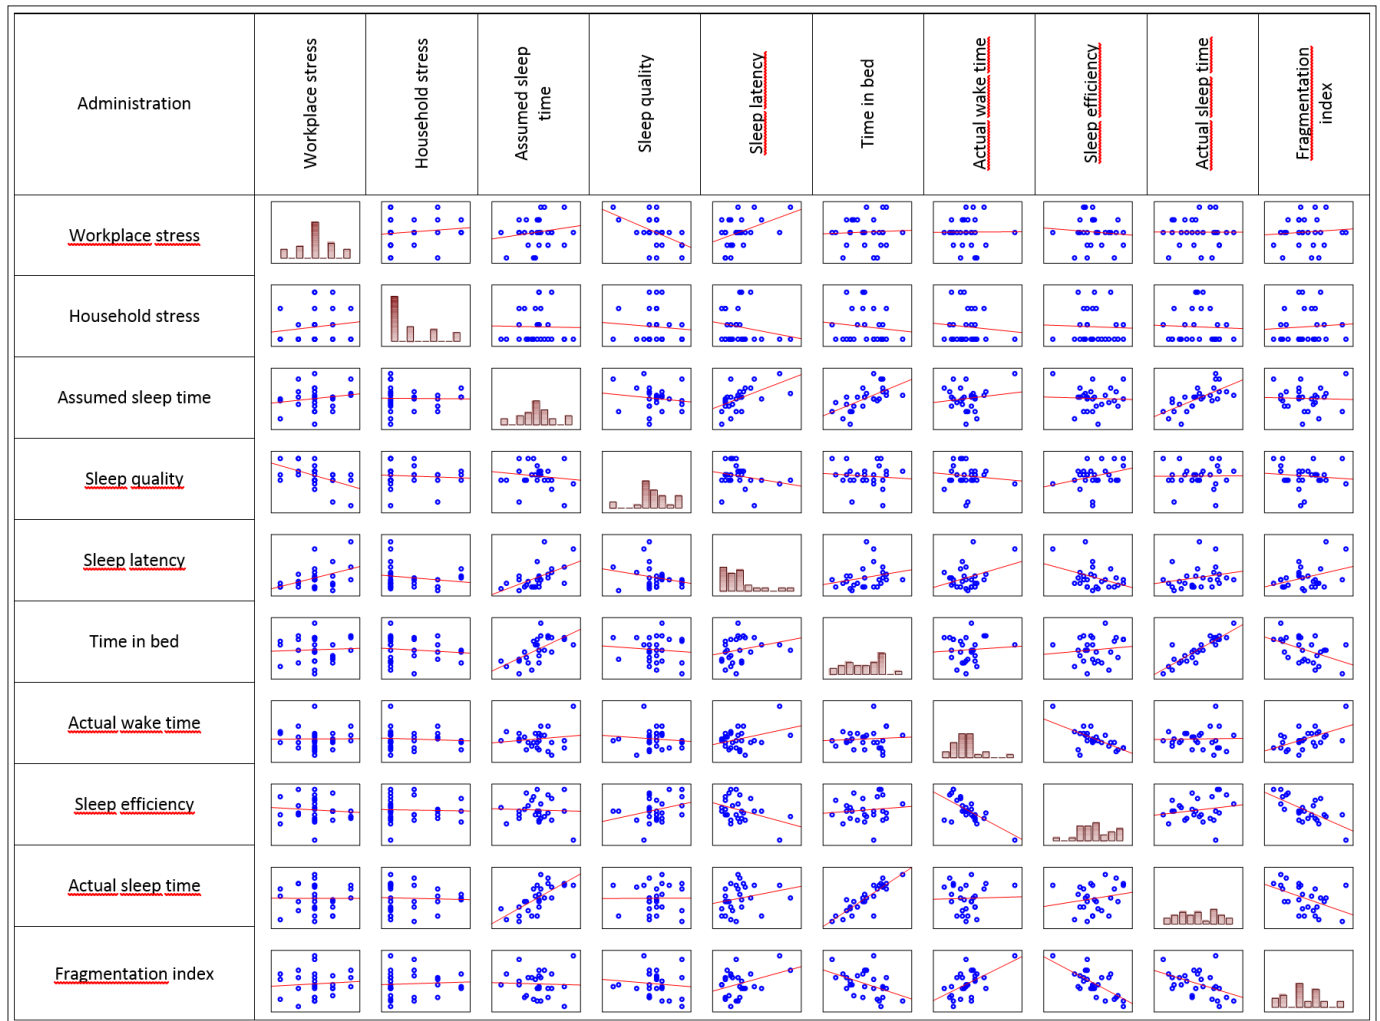 Administration
Workplace stress
Household stress
Assumed sleep
time
Sleep quality
Sleep latency
Time in bed
Actual wake time
Sleep efficiency
Actual sleep time
Fragmentation
index
Workplace stress
Household stress
Assumed sleep time
Sleep quality
Sleep latency
Time in bed
Actual wake time
Sleep efficiency
Actual sleep time
Fragmentation index